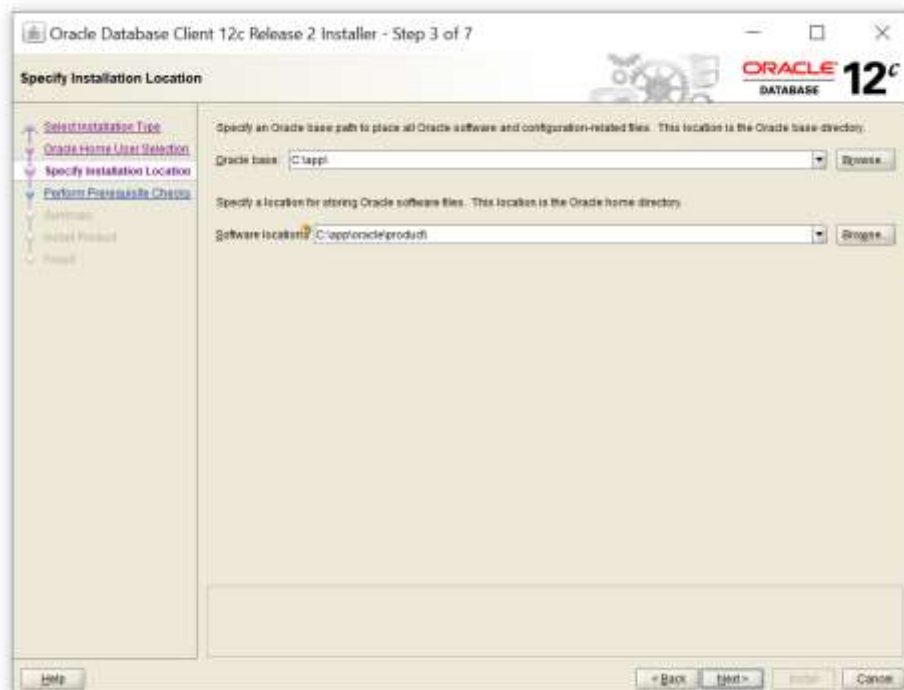 Oracle Database Client 12c Release 2 Installer - Step 3 of 7
Specify Installation Location
ORACLE
DATABASE
12c
Select Installation Type
Oracle Home User Selection
Specify Installation Location
Perform Prerequisite Checks
Summary
Install Product
Finish
Specify an Oracle base path to place all Oracle software and configuration-related files. This location is the Oracle base directory.
Oracle base: C:\app\
Browse...
Specify a location for storing Oracle software files. This location is the Oracle home directory.
Software location: C:\app\oracle\product\
Browse...
Help
< Back
Next >
Install
Cancel